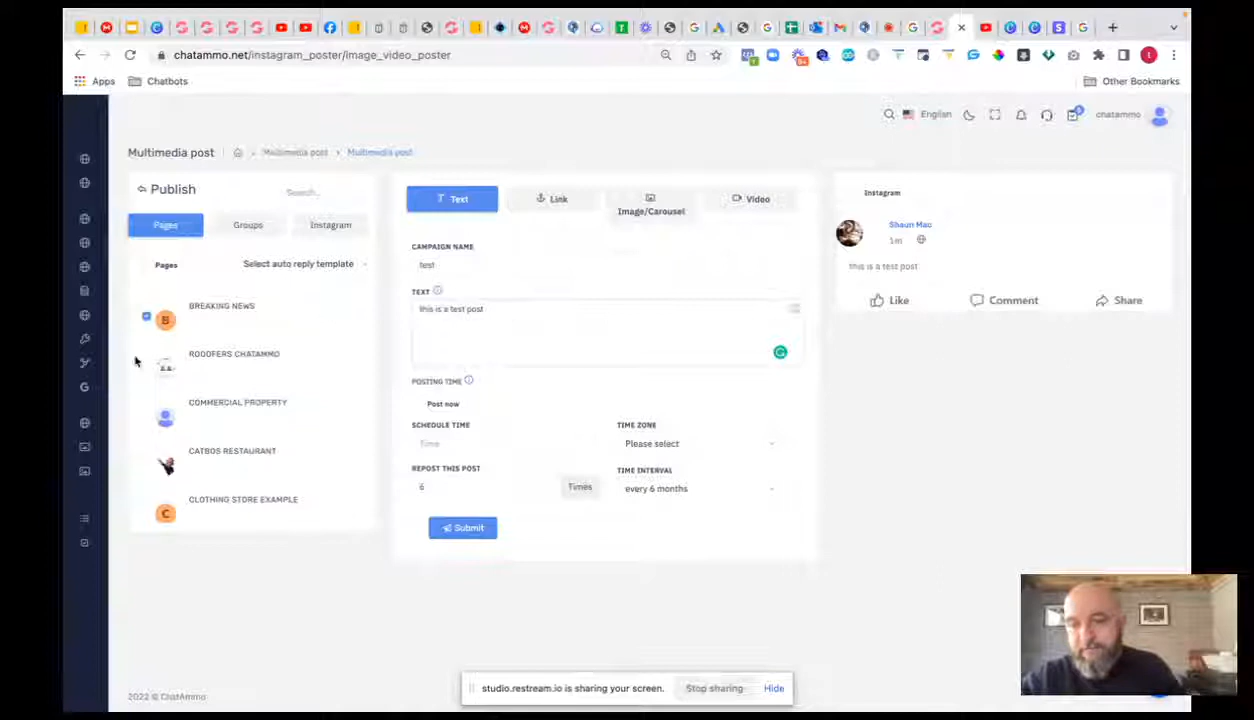 chatammo.net/instagram_poster/image_video_poster
Apps
Chatbots
Other Bookmarks
English
chatammo
Multimedia post
Multimedia post
Multimedia post
Publish
Search...
Pages
Groups
Instagram
Pages
Select auto reply template
BREAKING NEWS
ROOOFERS CHATAMMO
COMMERCIAL PROPERTY
CATBOS RESTAURANT
CLOTHING STORE EXAMPLE
C
B
Text
Link
Image/Carousel
Video
CAMPAIGN NAME
test
TEXT
this is a test post
POSTING TIME
Post now
SCHEDULE TIME
Time
TIME ZONE
Please select
REPOST THIS POST
6
Times
TIME INTERVAL
every 6 months
Submit
Instagram
Shaun Mac
1m
this is a test post
Like
Comment
Share
2022 © ChatAmmo
studio.restream.io is sharing your screen.
Stop sharing
Hide